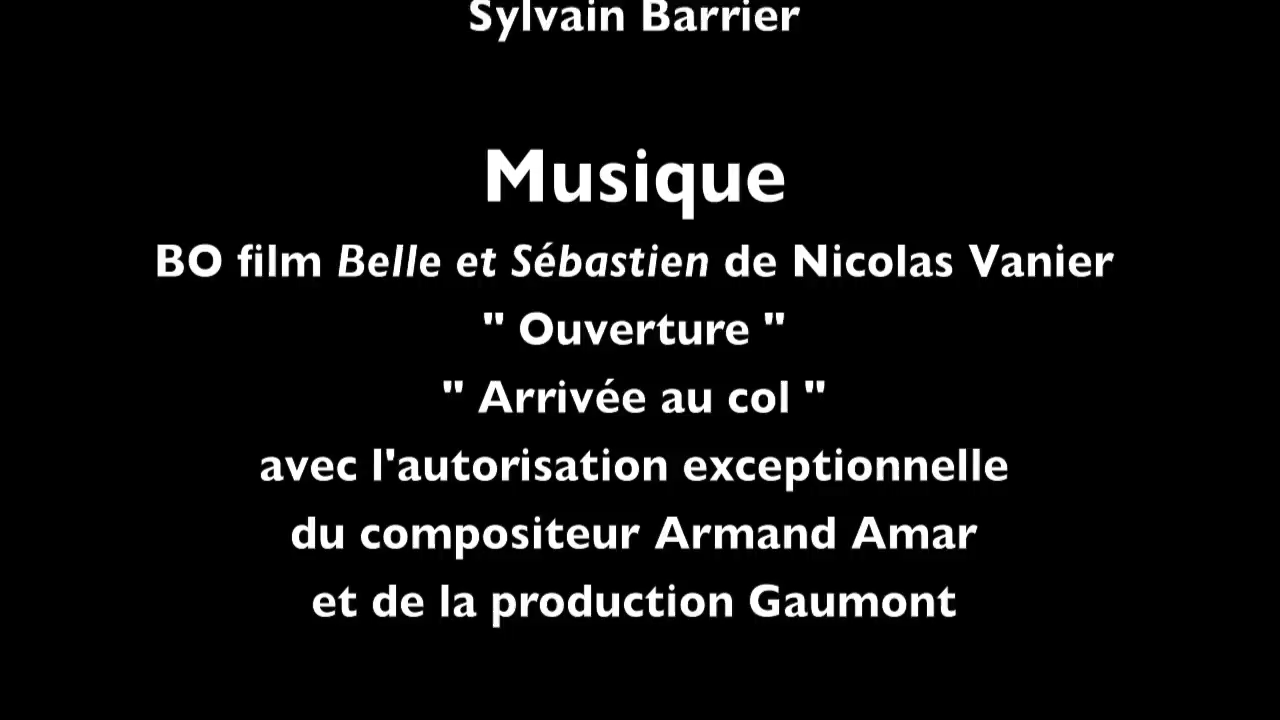 Sylvain Barrier
Musique
BO film Belle et Sébastien de Nicolas Vanier
" Ouverture "
" Arrivée au col "
avec l'autorisation exceptionnelle
du compositeur Armand Amar
et de la production Gaumont